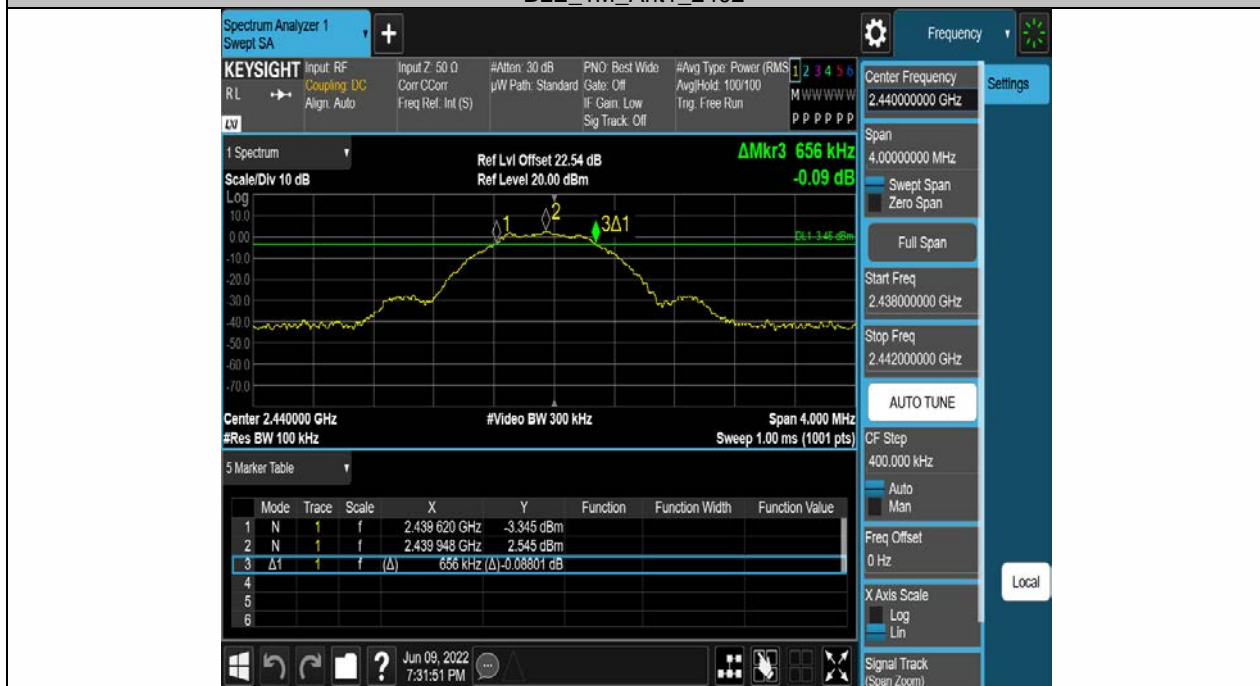 Spectrum Analyzer 1
Swept SA
+
Frequency
KEYSIGHT
RL
LXI
Input: RF
Coupling: DC
Align: Auto
Input Z: 50 Ω
Corr CCorr
Freq Ref: Int (S)
#Atten: 30 dB
µW Path: Standard
PNO: Best Wide
Gate: Off
IF Gain: Low
Sig Track: Off
#Avg Type: Power (RMS
Avg|Hold: 100/100
Trig: Free Run
1 2 3 4 5 6
M W W W W W
P P P P P P
Center Frequency
2.440000000 GHz
Settings
Span
4.00000000 MHz
Swept Span
Zero Span
Full Span
Start Freq
2.438000000 GHz
Stop Freq
2.442000000 GHz
AUTO TUNE
CF Step
400.000 kHz
Auto
Man
Freq Offset
0 Hz
X Axis Scale
Log
Lin
Signal Track
(Span Zoom)
Local
1 Spectrum
Scale/Div 10 dB
Ref Lvl Offset 22.54 dB
Ref Level 20.00 dBm
ΔMkr3 656 kHz
-0.09 dB
Log
10.0
0.00
-10.0
-20.0
-30.0
-40.0
-50.0
-60.0
-70.0
1
2
3Δ1
DL1 -3.45 dBm
Center 2.440000 GHz
#Video BW 300 kHz
Span 4.000 MHz
#Res BW 100 kHz
Sweep 1.00 ms (1001 pts)
5 Marker Table
Mode Trace Scale X Y Function Function Width Function Value
1 N 1 f 2.439 620 GHz -3.345 dBm
2 N 1 f 2.439 948 GHz 2.545 dBm
3 Δ1 1 f (Δ) 656 kHz (Δ) -0.08801 dB
4
5
6
?
Jun 09, 2022
7:31:51 PM